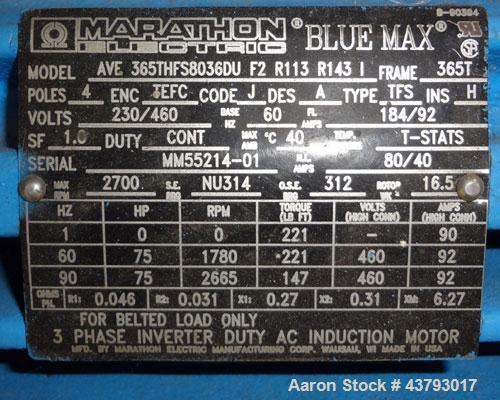 B-90394
MARATHON ® BLUE MAX ®
ELECTRIC
MODEL AVE 365THFS8036DU F2 R113 R143 I FRAME 365T
POLES 4 ENC TEFC CODE J DES A TYPE TFS INS H
VOLTS 230/460 BASE HZ 60 FL AMPS 184/92
SF 1.0 DUTY CONT MAX AMB °C 40 TEMP. T-STATS
SERIAL MM55214-01 N.L. AMPS 80/40
MAX RPM 2700 S.E. BRG NU314 O.S.E. BRG 312 ROTOR WK² 16.5
HZ HP RPM TORQUE (LB FT) VOLTS (HIGH CONN) AMPS (HIGH CONN)
1 0 0 221 - 90
60 75 1780 221 460 92
90 75 2665 147 460 92
OHMS PH. R1: 0.046 R2: 0.031 X1: 0.27 X2: 0.31 XM: 6.27
FOR BELTED LOAD ONLY
3 PHASE INVERTER DUTY AC INDUCTION MOTOR
MFD. BY MARATHON ELECTRIC MANUFACTURING CORP. WAUSAU, WI MADE IN USA
Aaron Stock # 43793017